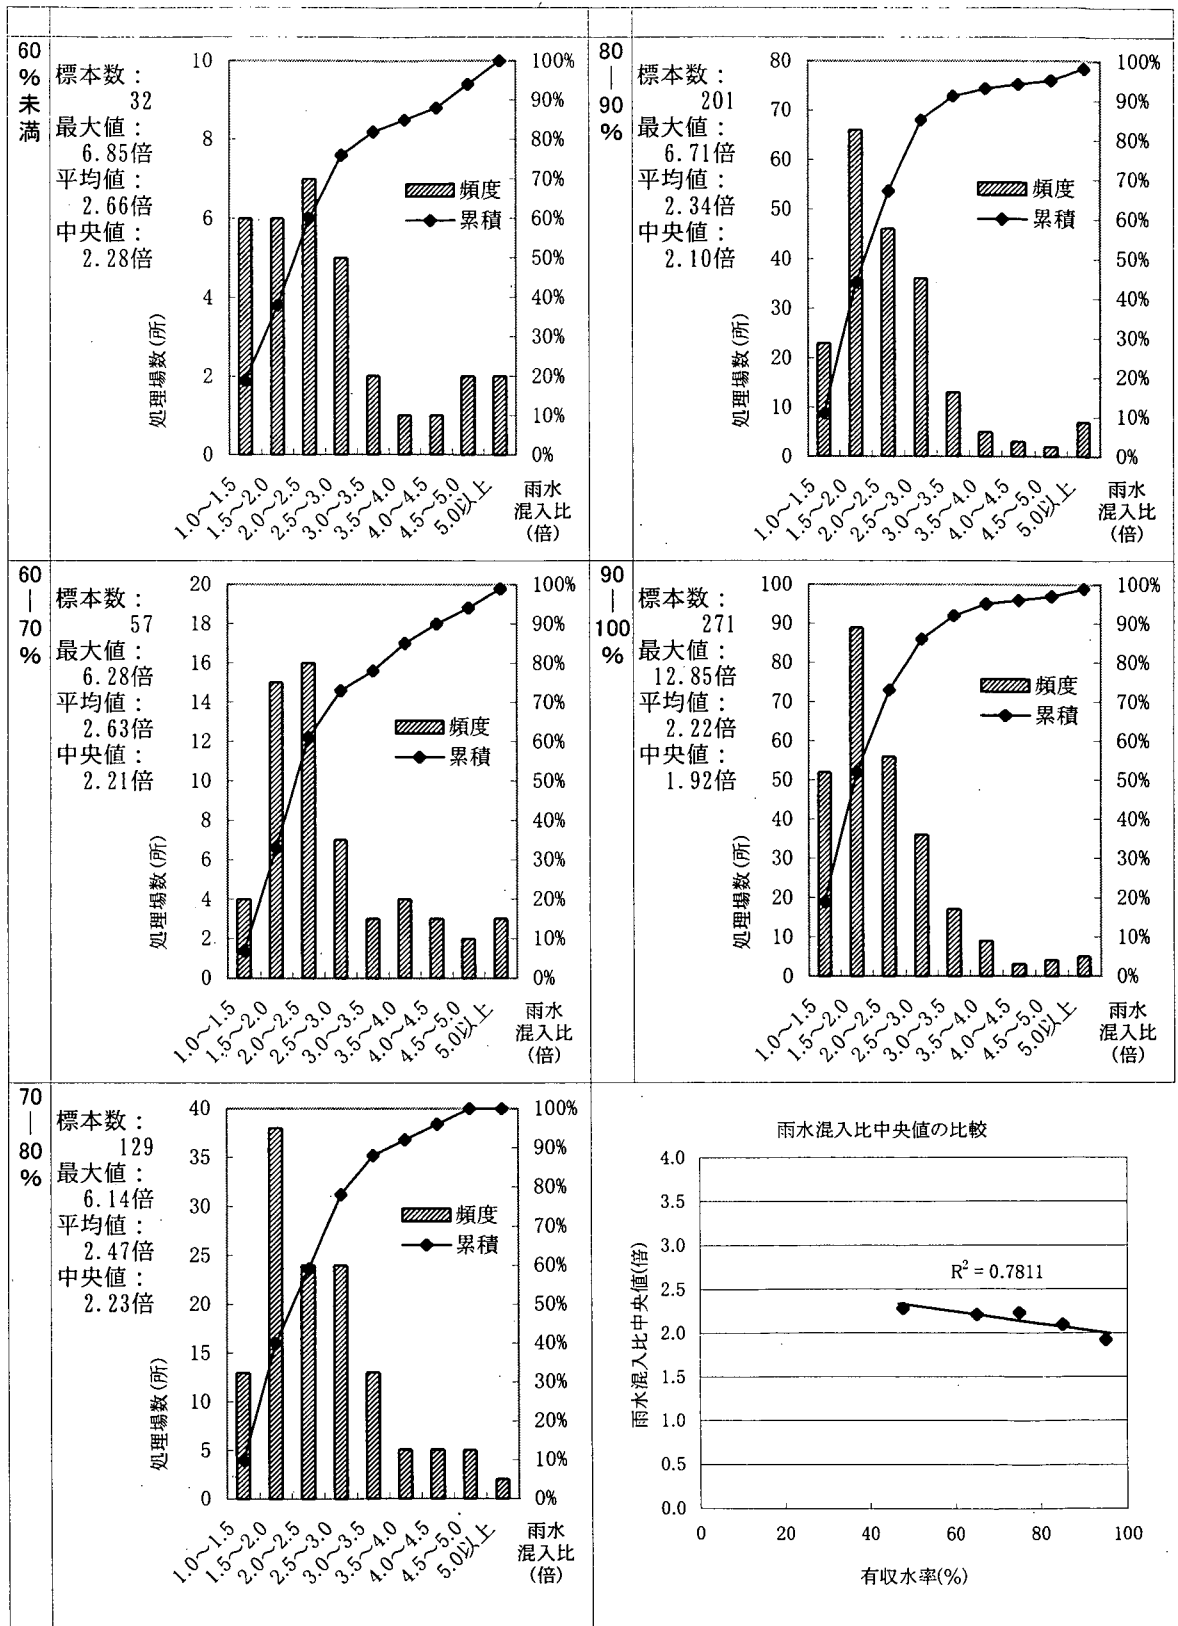 60%未満
標本数：
32
最大値：
6.85倍
平均値：
2.66倍
中央値：
2.28倍
処理場数(所)
10
8
6
4
2
0
100%
90%
80%
70%
60%
50%
40%
30%
20%
10%
0%
頻度
累積
1.0～1.5
1.5～2.0
2.0～2.5
2.5～3.0
3.0～3.5
3.5～4.0
4.0～4.5
4.5～5.0
5.0以上
雨水
混入比
(倍)
80｜90%
標本数：
201
最大値：
6.71倍
平均値：
2.34倍
中央値：
2.10倍
処理場数(所)
80
70
60
50
40
30
20
10
0
100%
90%
80%
70%
60%
50%
40%
30%
20%
10%
0%
頻度
累積
1.0～1.5
1.5～2.0
2.0～2.5
2.5～3.0
3.0～3.5
3.5～4.0
4.0～4.5
4.5～5.0
5.0以上
雨水
混入比
(倍)
60｜70%
標本数：
57
最大値：
6.28倍
平均値：
2.63倍
中央値：
2.21倍
処理場数(所)
20
18
16
14
12
10
8
6
4
2
0
100%
90%
80%
70%
60%
50%
40%
30%
20%
10%
0%
頻度
累積
1.0～1.5
1.5～2.0
2.0～2.5
2.5～3.0
3.0～3.5
3.5～4.0
4.0～4.5
4.5～5.0
5.0以上
雨水
混入比
(倍)
90｜100%
標本数：
271
最大値：
12.85倍
平均値：
2.22倍
中央値：
1.92倍
処理場数(所)
100
90
80
70
60
50
40
30
20
10
0
100%
90%
80%
70%
60%
50%
40%
30%
20%
10%
0%
頻度
累積
1.0～1.5
1.5～2.0
2.0～2.5
2.5～3.0
3.0～3.5
3.5～4.0
4.0～4.5
4.5～5.0
5.0以上
雨水
混入比
(倍)
70｜80%
標本数：
129
最大値：
6.14倍
平均値：
2.47倍
中央値：
2.23倍
処理場数(所)
40
35
30
25
20
15
10
5
0
100%
90%
80%
70%
60%
50%
40%
30%
20%
10%
0%
頻度
累積
1.0～1.5
1.5～2.0
2.0～2.5
2.5～3.0
3.0～3.5
3.5～4.0
4.0～4.5
4.5～5.0
5.0以上
雨水
混入比
(倍)
雨水混入比中央値の比較
雨水混入比中央値(倍)
4.0
3.5
3.0
2.5
2.0
1.5
1.0
0.5
0.0
R² = 0.7811
0 20 40 60 80 100
有収水率(%)